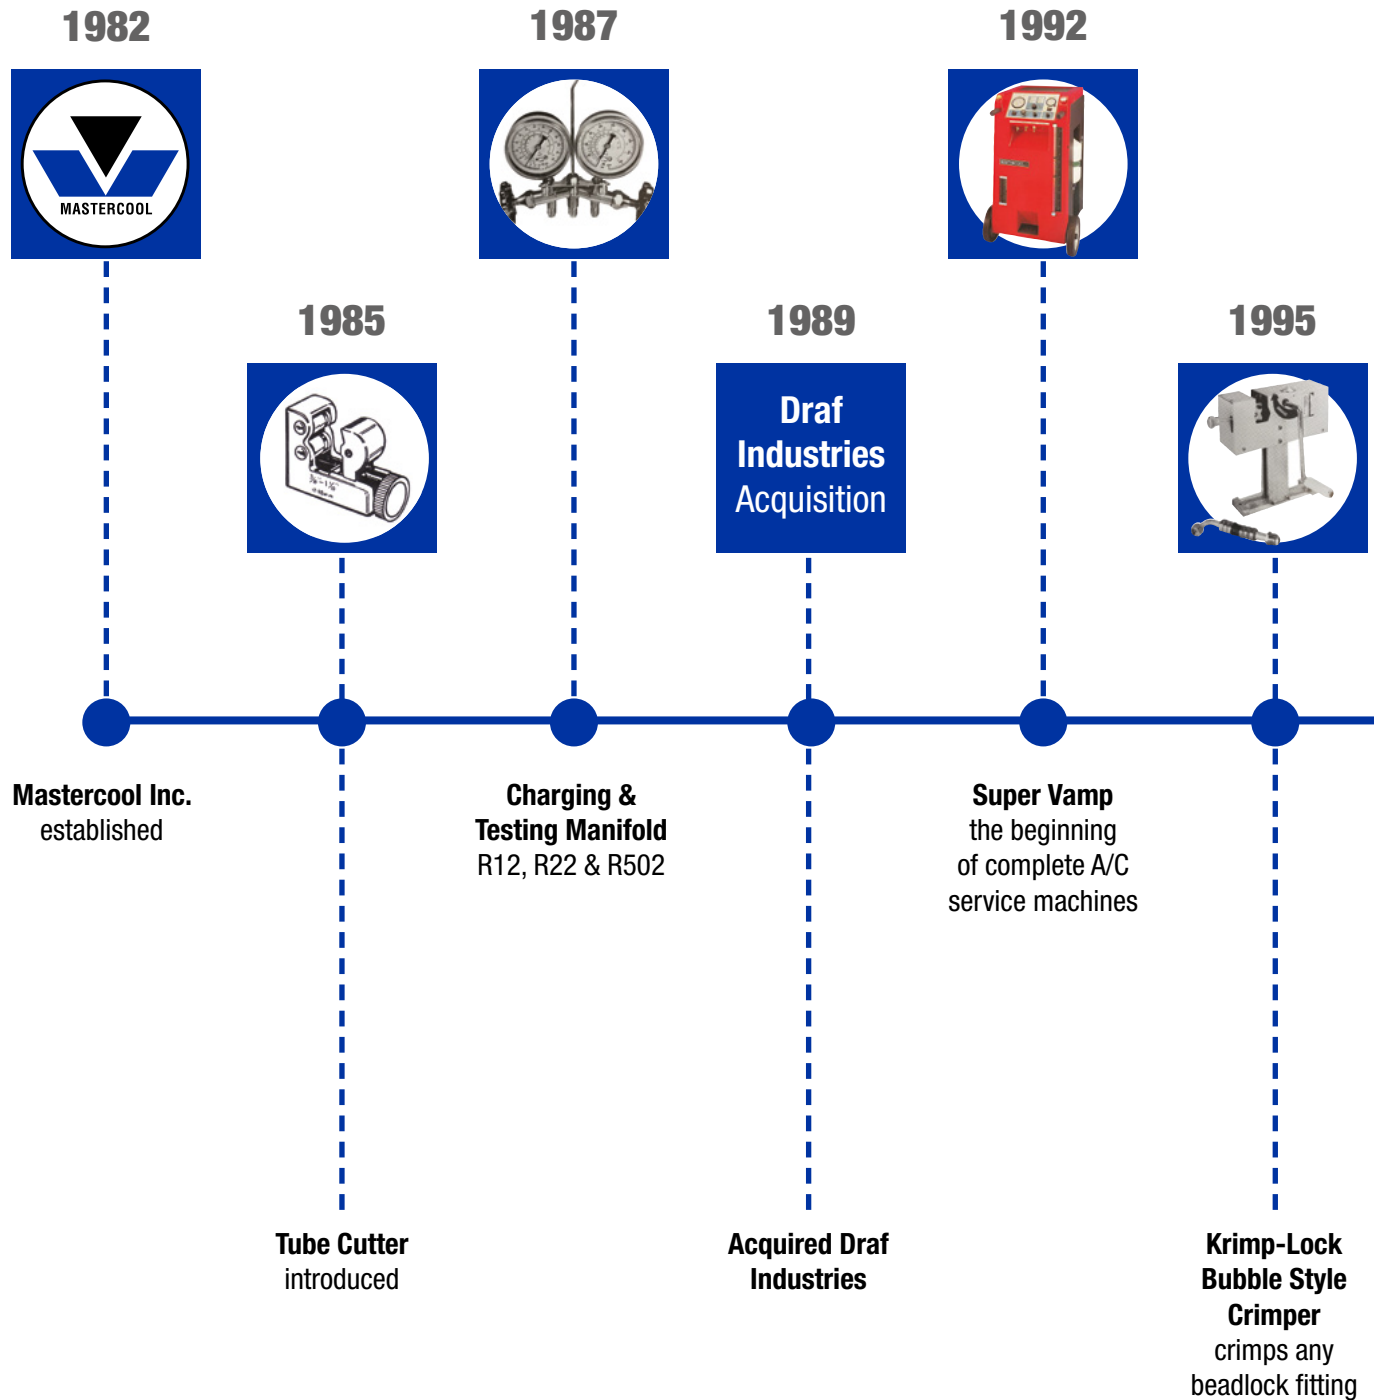 1982
1987
1992
MASTERCOOL
1985
1989
1995
Draf
Industries
Acquisition
Mastercool Inc.
established
Charging &
Testing Manifold
R12, R22 & R502
Super Vamp
the beginning
of complete A/C
service machines
Tube Cutter
introduced
Acquired Draf
Industries
Krimp-Lock
Bubble Style
Crimper
crimps any
beadlock fitting